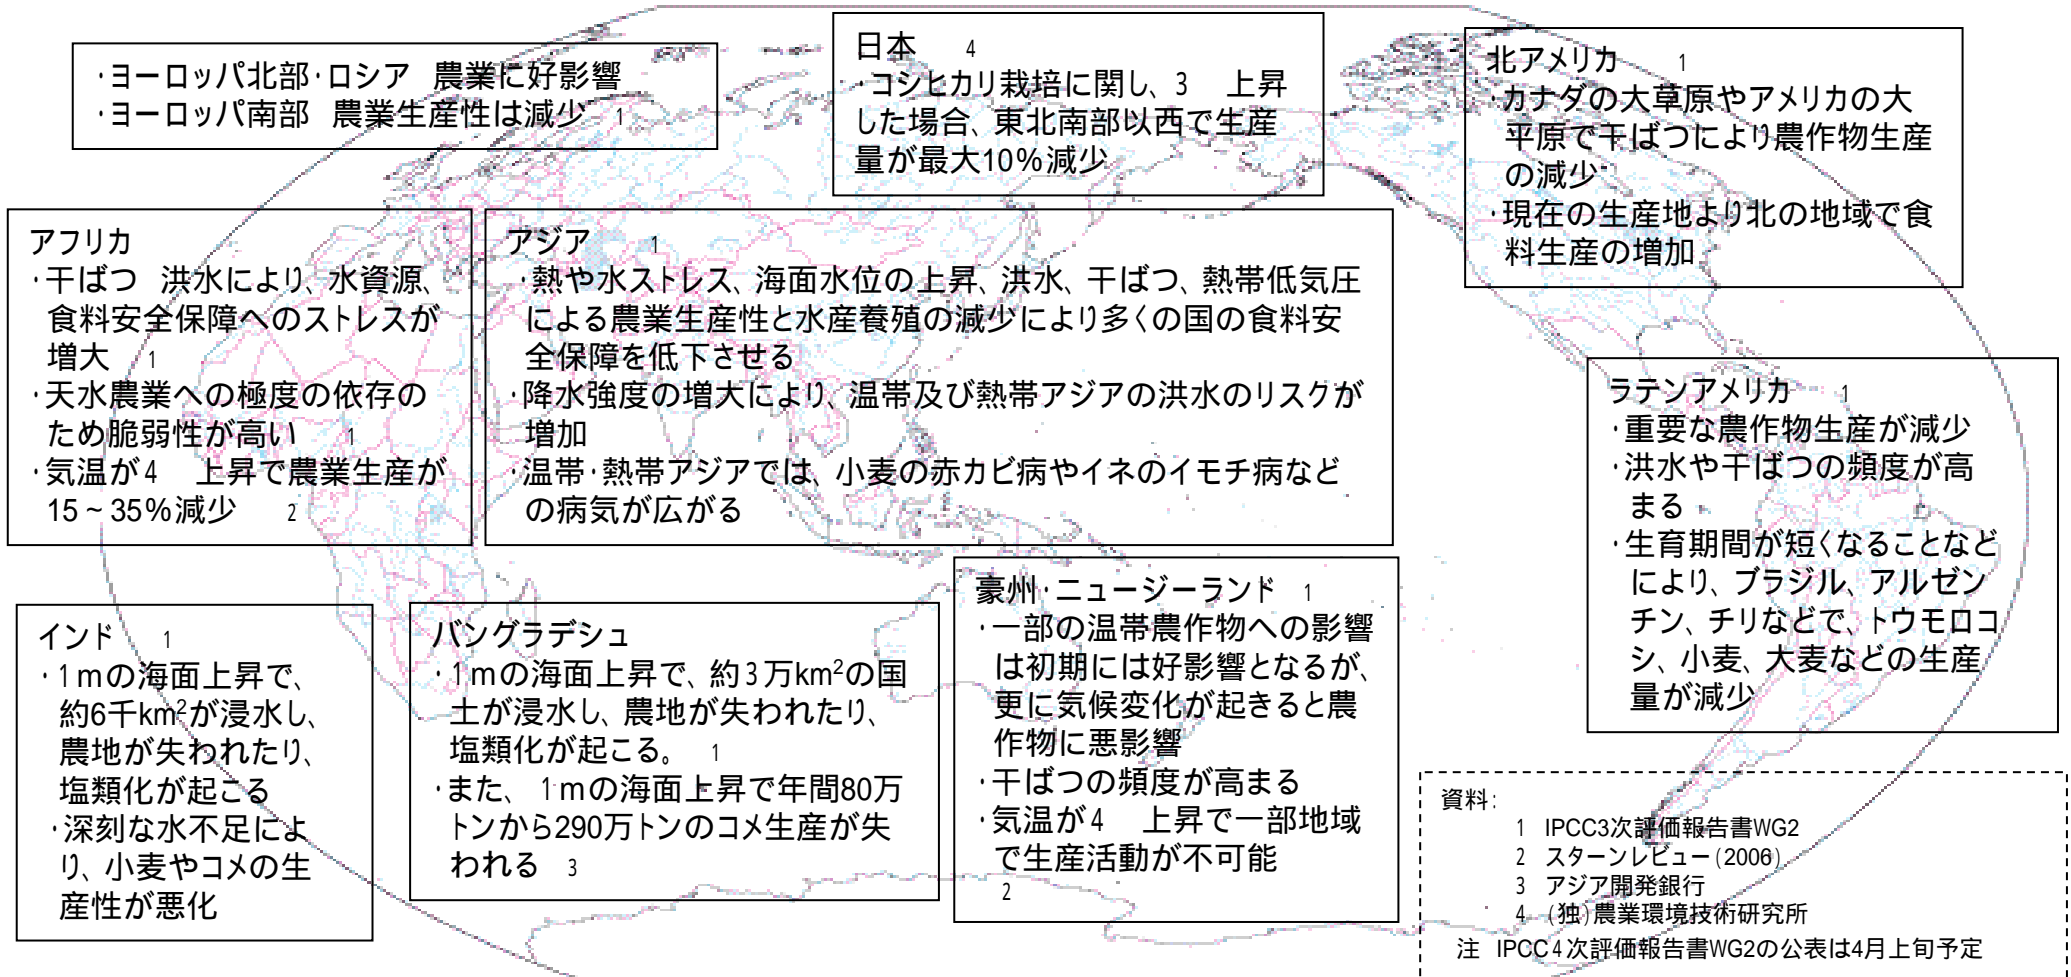 ・ヨーロッパ北部・ロシア 農業に好影響
・ヨーロッパ南部 農業生産性は減少 1
日本 4
・コシヒカリ栽培に関し、3 上昇
した場合、東北南部以西で生産
量が最大10%減少
北アメリカ 1
・カナダの大草原やアメリカの大
平原で干ばつにより農作物生産
の減少
・現在の生産地より北の地域で食
料生産の増加
アフリカ
・干ばつ 洪水により、水資源、
食料安全保障へのストレスが
増大 1
・天水農業への極度の依存の
ため脆弱性が高い 1
・気温が4 上昇で農業生産が
15~35%減少 2
アジア 1
・熱や水ストレス、海面水位の上昇、洪水、干ばつ、熱帯低気圧
による農業生産性と水産養殖の減少により多くの国の食料安
全保障を低下させる
・降水強度の増大により、温帯及び熱帯アジアの洪水のリスクが
増加
・温帯・熱帯アジアでは、小麦の赤カビ病やイネのイモチ病など
の病気が広がる
ラテンアメリカ 1
・重要な農作物生産が減少
・洪水や干ばつの頻度が高
まる
・生育期間が短くなることなど
により、ブラジル、アルゼン
チン、チリなどで、トウモロコ
シ、小麦、大麦などの生産
量が減少
インド 1
・1mの海面上昇で、
約6千km²が浸水し、
農地が失われたり、
塩類化が起こる
・深刻な水不足によ
り、小麦やコメの生
産性が悪化
バングラデシュ
・1mの海面上昇で、約3万km²の国
土が浸水し、農地が失われたり、
塩類化が起こる。 1
・また、1mの海面上昇で年間80万
トンから290万トンのコメ生産が失
われる 3
豪州・ニュージーランド 1
・一部の温帯農作物への影響
は初期には好影響となるが、
更に気候変化が起きると農
作物に悪影響
・干ばつの頻度が高まる
・気温が4 上昇で一部地域
で生産活動が不可能
2
資料:
1 IPCC3次評価報告書WG2
2 スターンレビュー(2006)
3 アジア開発銀行
4 (独)農業環境技術研究所
注 IPCC4次評価報告書WG2の公表は4月上旬予定